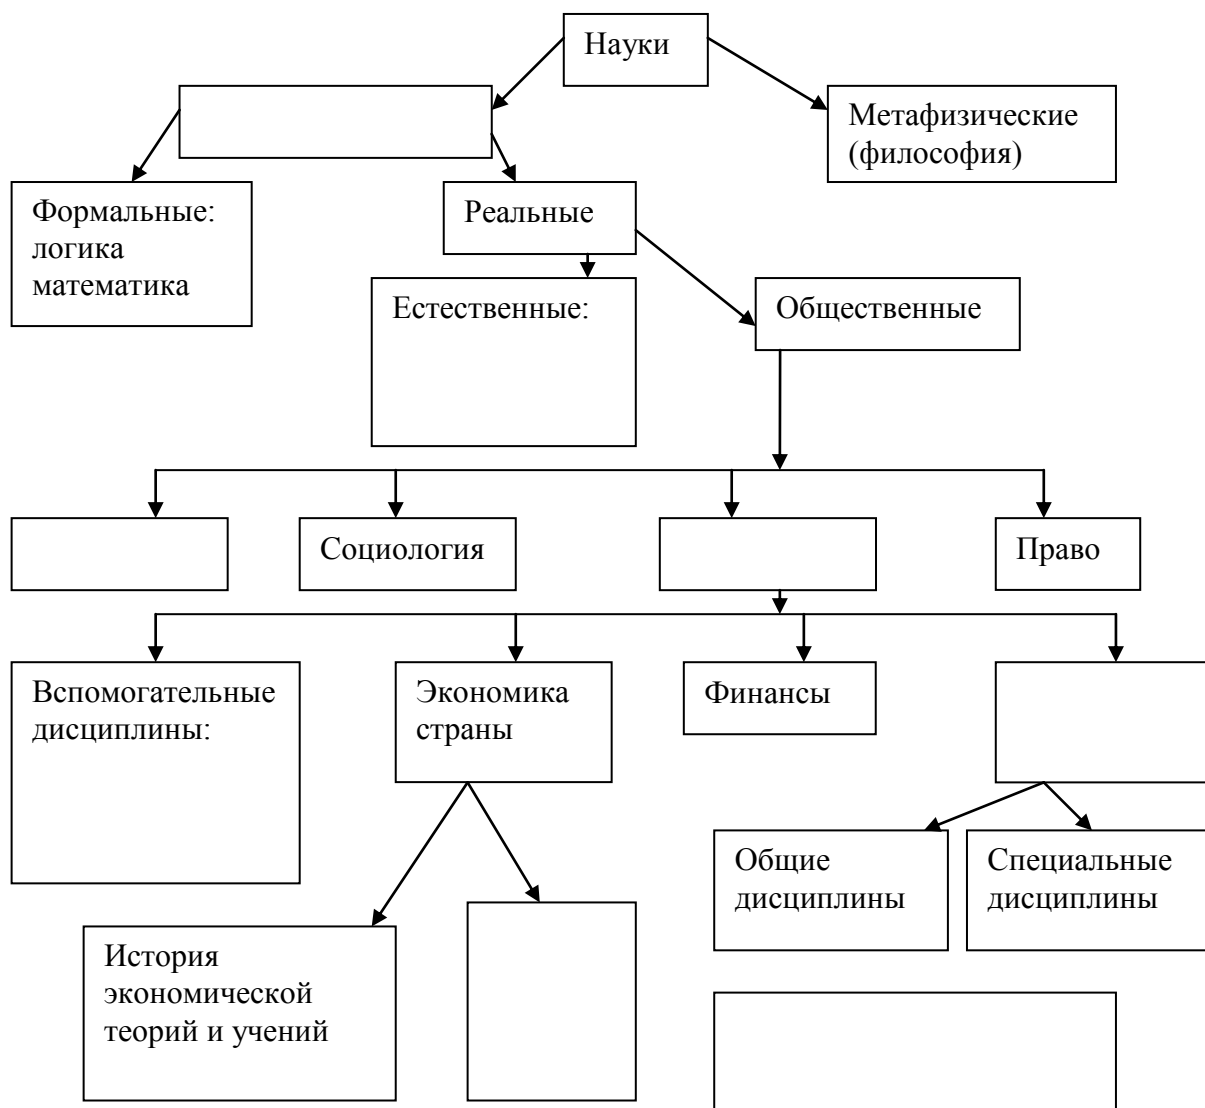 Науки
Метафизические
(философия)
Формальные:
логика
математика
Реальные
Естественные:
Общественные
Социология
Право
Вспомогательные
дисциплины:
Экономика
страны
Финансы
Общие
дисциплины
Специальные
дисциплины
История
экономической
теорий и учений